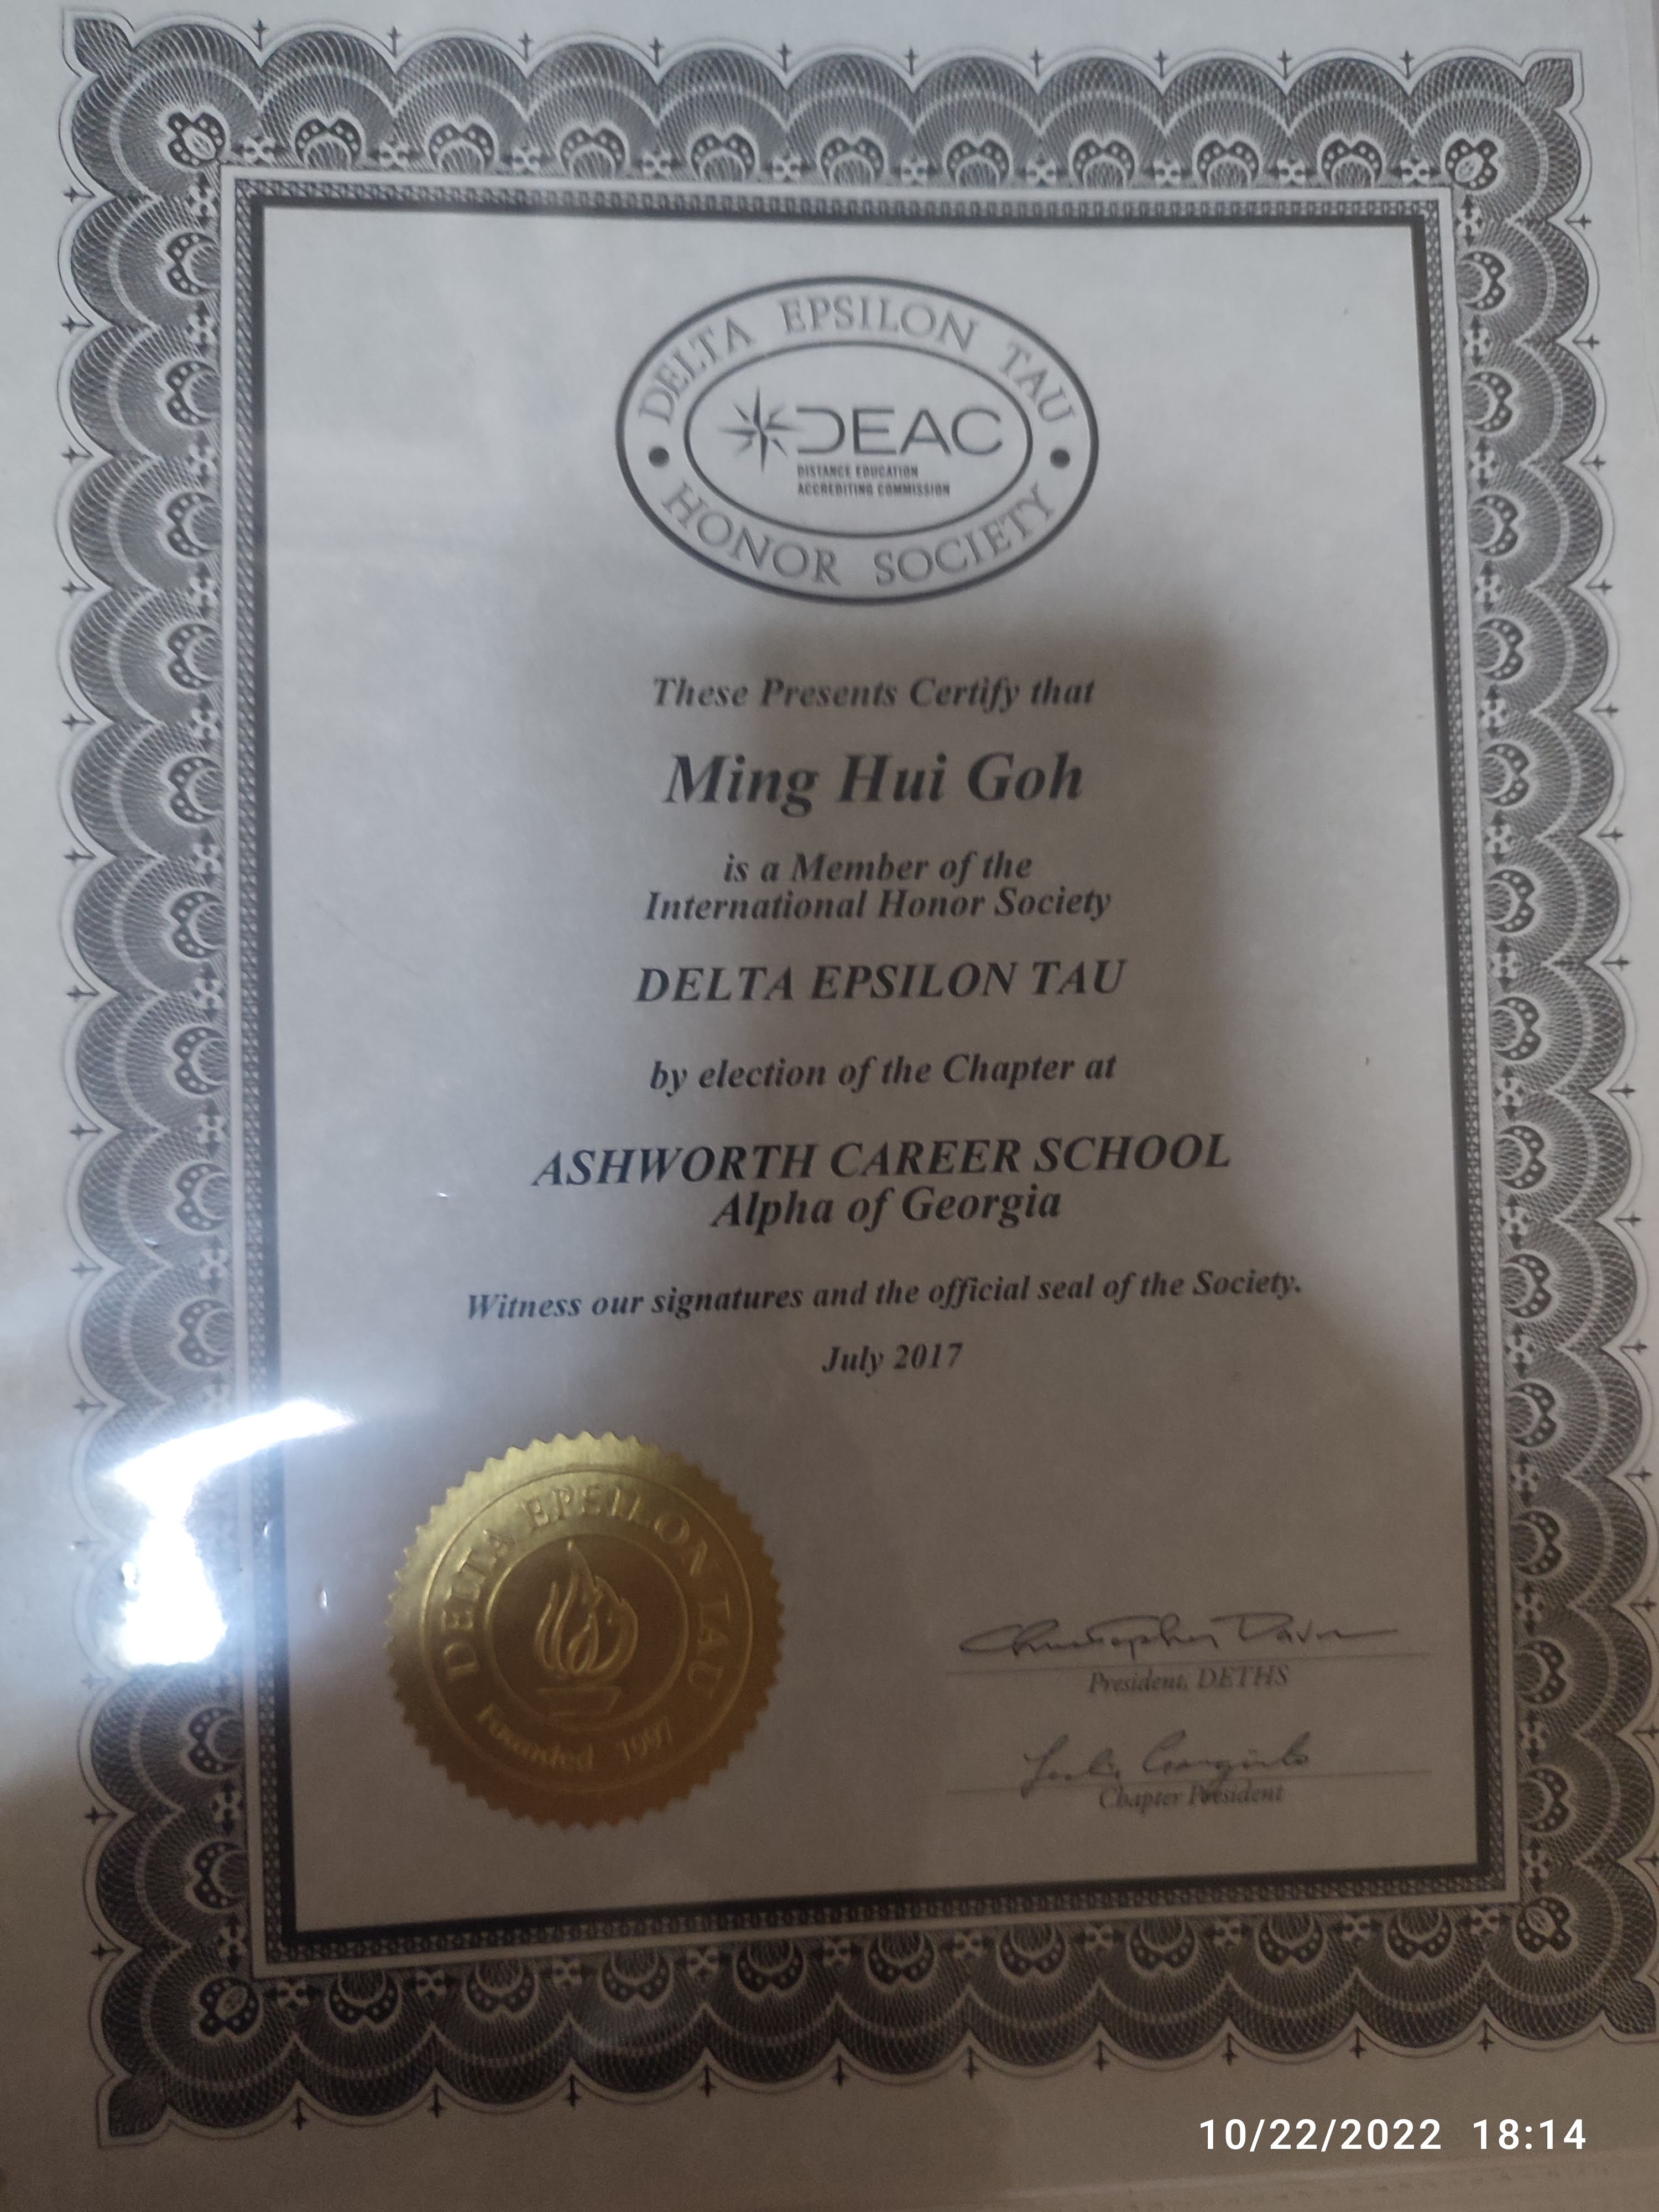 DELTA EPSILON TAU
DEAC
DISTANCE EDUCATION
ACCREDITING COMMISSION
HONOR SOCIETY
These Presents Certify that
Ming Hui Goh
is a Member of the
International Honor Society
DELTA EPSILON TAU
by election of the Chapter at
ASHWORTH CAREER SCHOOL
Alpha of Georgia
Witness our signatures and the official seal of the Society.
July 2017
DELTA EPSILON TAU
Founded 1997
Christopher
President, DETHS
Chapter President
10/22/2022 18:14